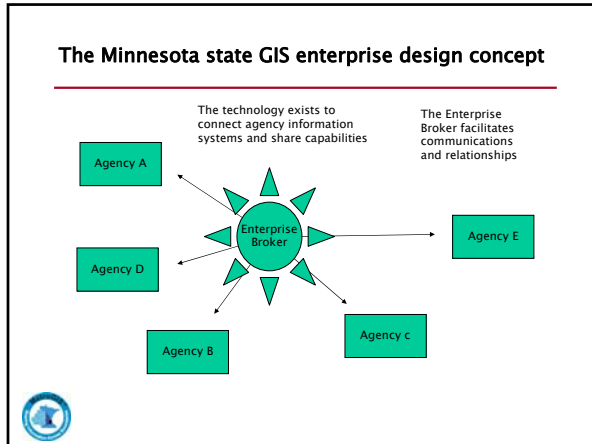 The Minnesota state GIS enterprise design concept
The technology exists to
connect agency information
systems and share capabilities
The Enterprise
Broker facilitates
communications
and relationships
Agency A
Enterprise
Broker
Agency E
Agency D
Agency B
Agency c